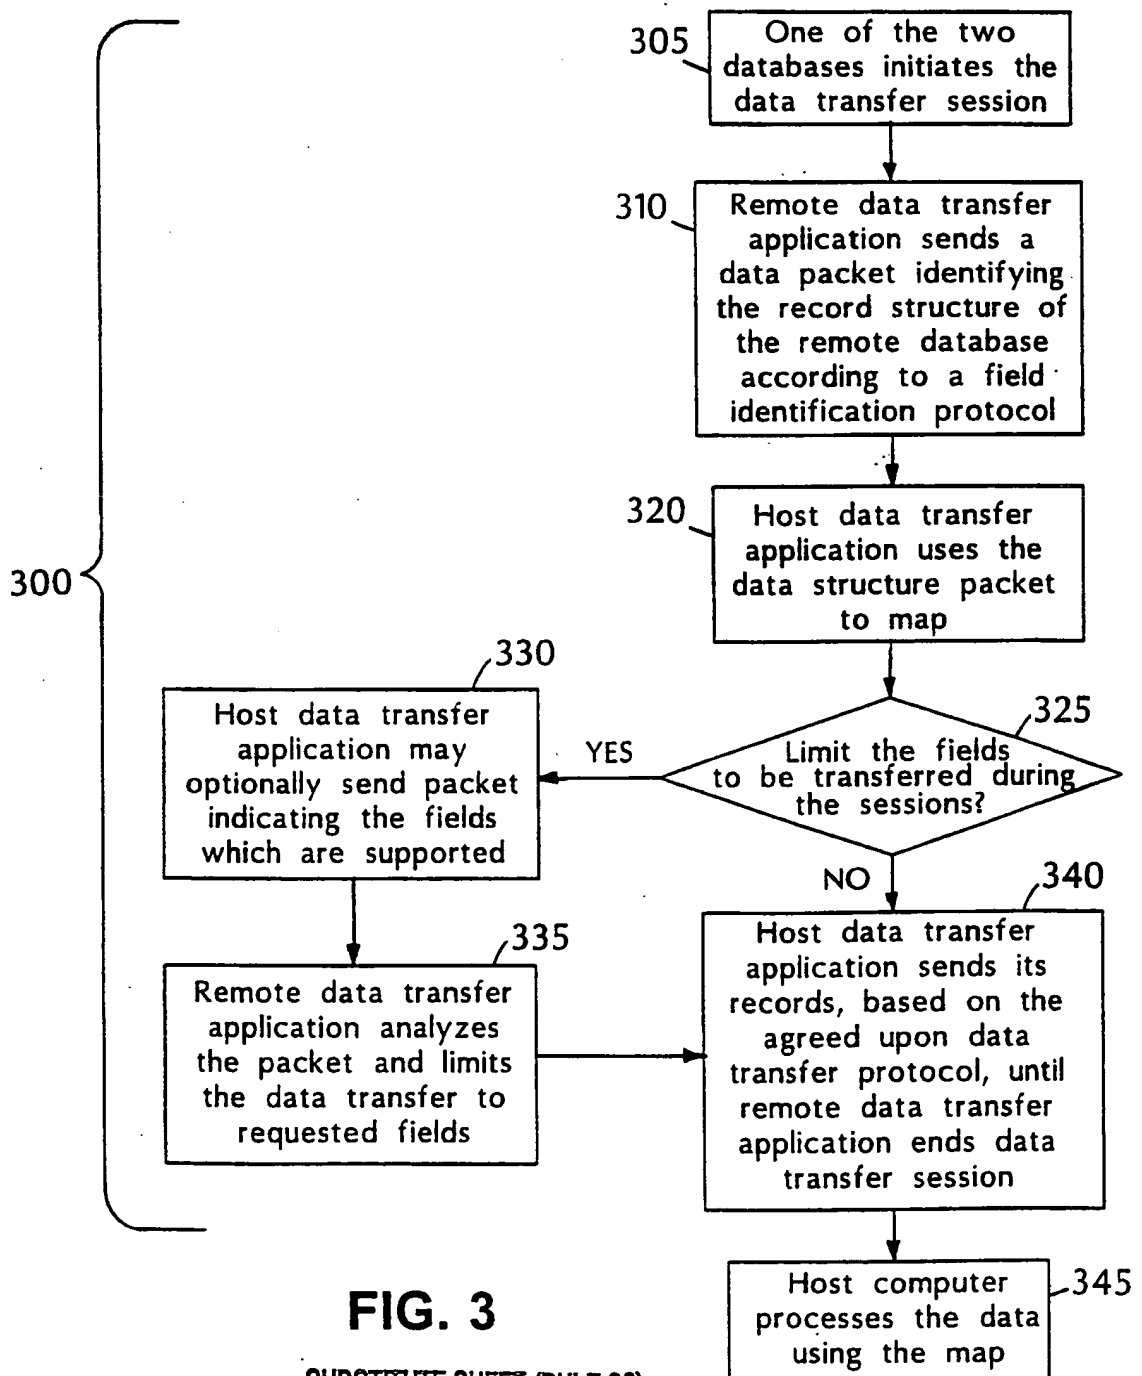 305
One of the two
databases initiates the
data transfer session
310
Remote data transfer
application sends a
data packet identifying
the record structure of
the remote database
according to a field
identification protocol
320
Host data transfer
application uses the
data structure packet
to map
300
325
Limit the fields
to be transferred during
the sessions?
YES
NO
330
Host data transfer
application may
optionally send packet
indicating the fields
which are supported
335
Remote data transfer
application analyzes
the packet and limits
the data transfer to
requested fields
340
Host data transfer
application sends its
records, based on the
agreed upon data
transfer protocol, until
remote data transfer
application ends data
transfer session
345
Host computer
processes the data
using the map
FIG. 3